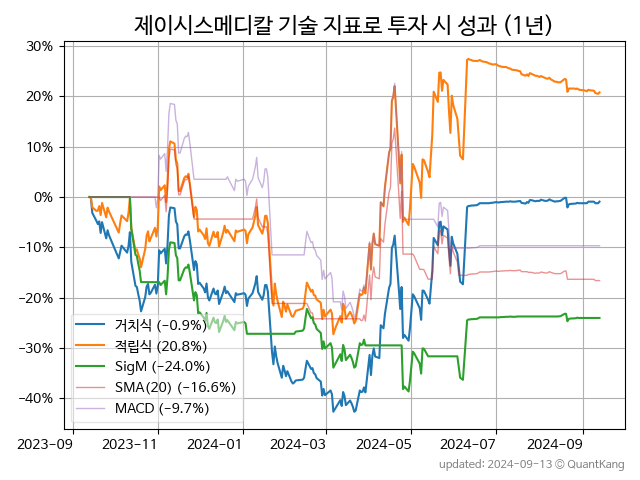 제이시스메디칼 기술 지표로 투자 시 성과 (1년)
30%
20%
10%
0%
−10%
−20%
−30%
−40%
거치식 (−0.9%)
적립식 (20.8%)
SigM (−24.0%)
SMA(20) (−16.6%)
MACD (−9.7%)
2023-09 2023-11 2024-01 2024-03 2024-05 2024-07 2024-09
updated: 2024-09-13 © QuantKang